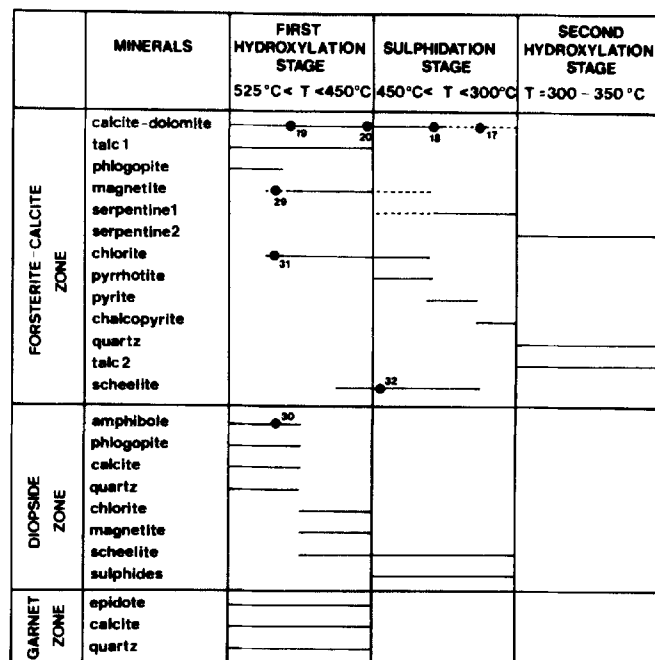 MINERALS
FIRST HYDROXYLATION STAGE
525°C < T < 450°C
SULPHIDATION STAGE
450°C < T < 300°C
SECOND HYDROXYLATION STAGE
T = 300 - 350 °C
FORSTERITE - CALCITE ZONE
calcite-dolomite
19
20
18
17
talc 1
phlogopite
magnetite
29
serpentine1
serpentine2
chlorite
31
pyrrhotite
pyrite
chalcopyrite
quartz
talc 2
scheelite
32
DIOPSIDE ZONE
amphibole
30
phlogopite
calcite
quartz
chlorite
magnetite
scheelite
sulphides
GARNET ZONE
epidote
calcite
quartz